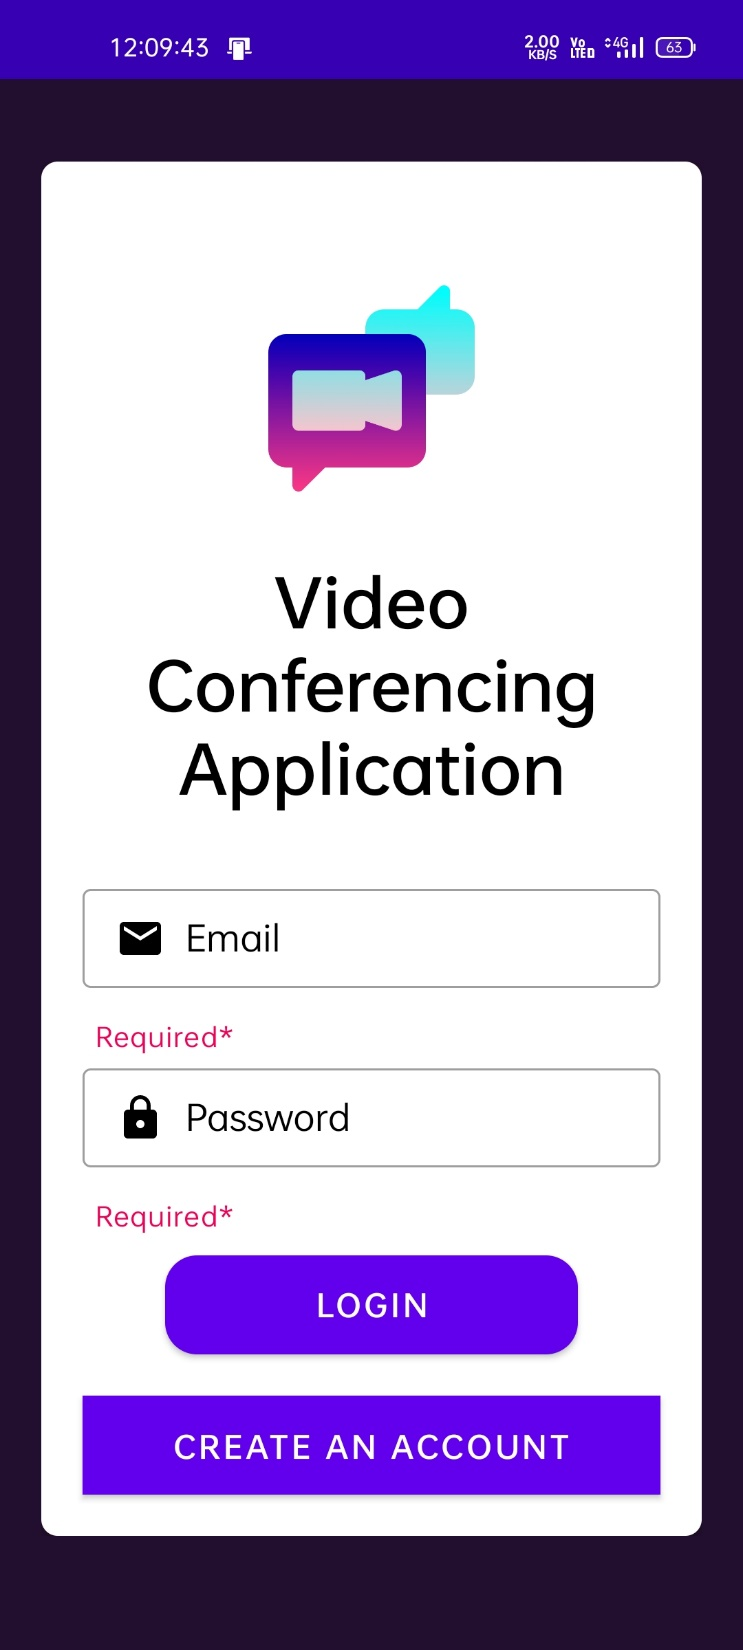 12:09:43 2.00 KB/S Vo LTE 4G 63
Video
Conferencing
Application
Email
Required*
Password
Required*
LOGIN
CREATE AN ACCOUNT